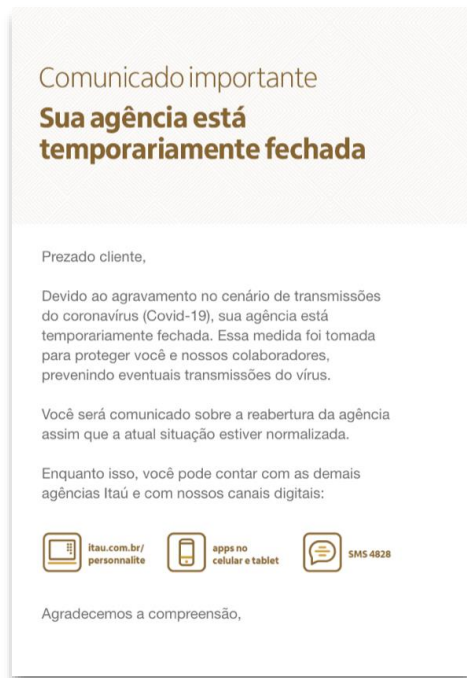 Comunicado importante
Sua agência está
temporariamente fechada
Prezado cliente,
Devido ao agravamento no cenário de transmissões
do coronavírus (Covid-19), sua agência está
temporariamente fechada. Essa medida foi tomada
para proteger você e nossos colaboradores,
prevenindo eventuais transmissões do vírus.
Você será comunicado sobre a reabertura da agência
assim que a atual situação estiver normalizada.
Enquanto isso, você pode contar com as demais
agências Itaú e com nossos canais digitais:
itau.com.br/
personnalite
apps no
celular e tablet
SMS 4828
Agradecemos a compreensão,